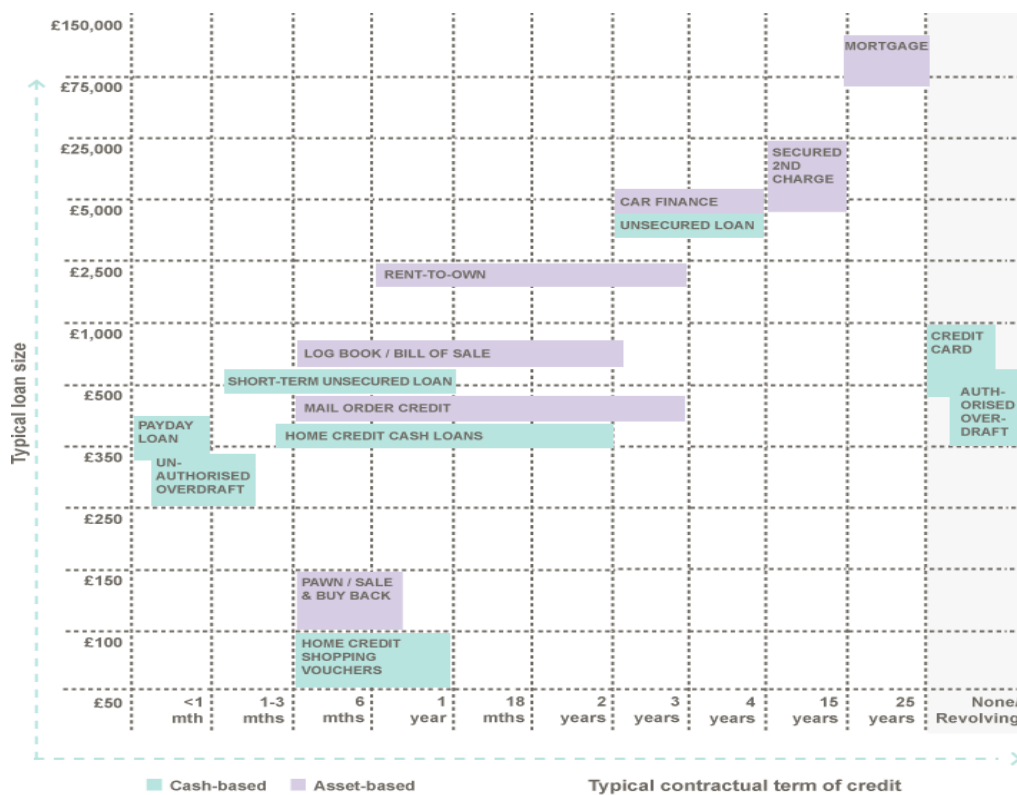 £150,000
MORTGAGE
£75,000
£25,000
SECURED
2ND
CHARGE
£5,000
CAR FINANCE
UNSECURED LOAN
£2,500
RENT-TO-OWN
£1,000
CREDIT
CARD
LOG BOOK / BILL OF SALE
SHORT-TERM UNSECURED LOAN
£500
AUTH-
ORISED
OVER-
DRAFT
MAIL ORDER CREDIT
PAYDAY
LOAN
HOME CREDIT CASH LOANS
£350
UN-
AUTHORISED
OVERDRAFT
£250
£150
PAWN / SALE
& BUY BACK
£100
HOME CREDIT
SHOPPING
VOUCHERS
£50
Typical loan size
<1
mth
1-3
mths
6
mths
1
year
18
mths
2
years
3
years
4
years
15
years
25
years
None/
Revolving
Cash-based
Asset-based
Typical contractual term of credit